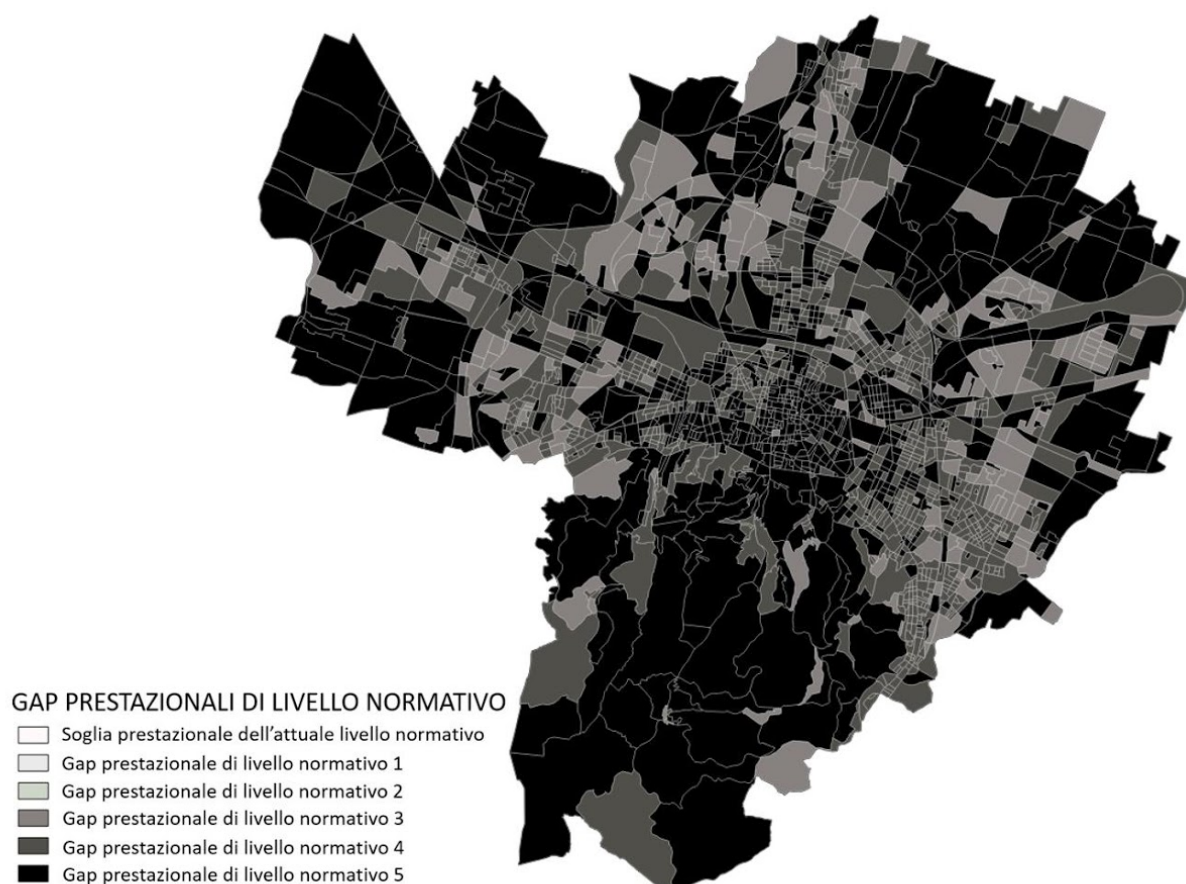 GAP PRESTAZIONALI DI LIVELLO NORMATIVO
Soglia prestazionale dell’attuale livello normativo
Gap prestazionale di livello normativo 1
Gap prestazionale di livello normativo 2
Gap prestazionale di livello normativo 3
Gap prestazionale di livello normativo 4
Gap prestazionale di livello normativo 5